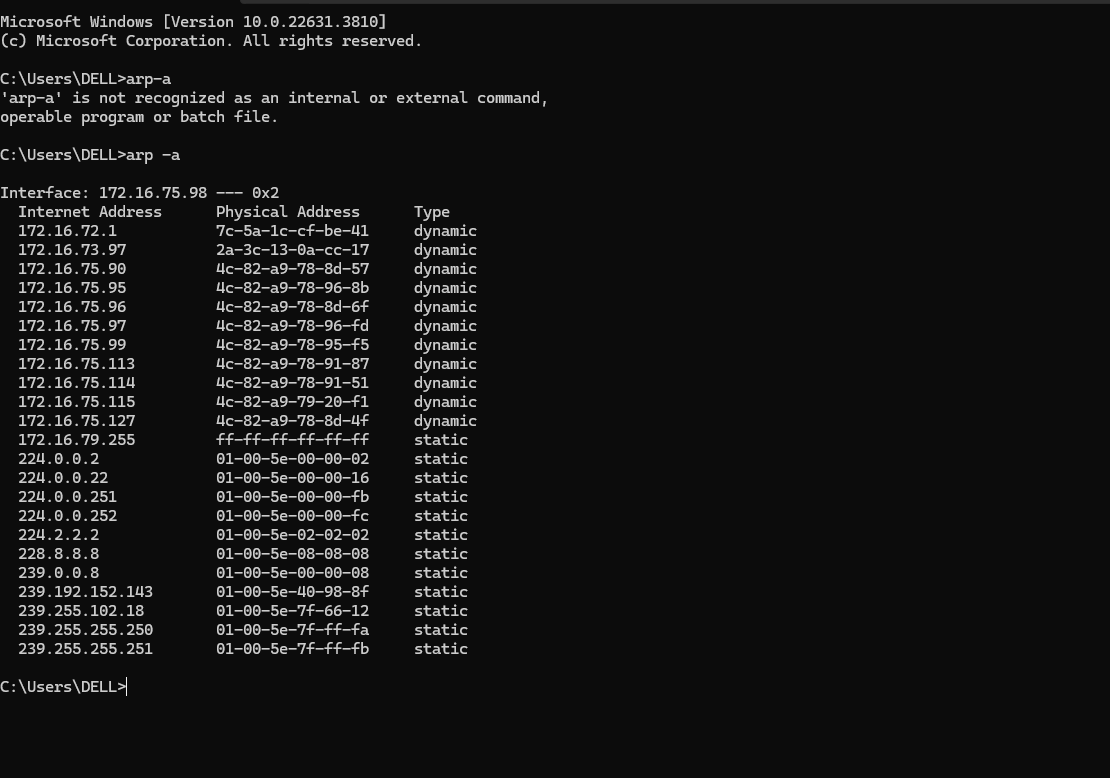 Microsoft Windows [Version 10.0.22631.3810]
(c) Microsoft Corporation. All rights reserved.
C:\Users\DELL>arp-a
'arp-a' is not recognized as an internal or external command,
operable program or batch file.
C:\Users\DELL>arp -a
Interface: 172.16.75.98 --- 0x2
Internet Address Physical Address Type
172.16.72.1 7c-5a-1c-cf-be-41 dynamic
172.16.73.97 2a-3c-13-0a-cc-17 dynamic
172.16.75.90 4c-82-a9-78-8d-57 dynamic
172.16.75.95 4c-82-a9-78-96-8b dynamic
172.16.75.96 4c-82-a9-78-8d-6f dynamic
172.16.75.97 4c-82-a9-78-96-fd dynamic
172.16.75.99 4c-82-a9-78-95-f5 dynamic
172.16.75.113 4c-82-a9-78-91-87 dynamic
172.16.75.114 4c-82-a9-78-91-51 dynamic
172.16.75.115 4c-82-a9-79-20-f1 dynamic
172.16.75.127 4c-82-a9-78-8d-4f dynamic
172.16.79.255 ff-ff-ff-ff-ff-ff static
224.0.0.2 01-00-5e-00-00-02 static
224.0.0.22 01-00-5e-00-00-16 static
224.0.0.251 01-00-5e-00-00-fb static
224.0.0.252 01-00-5e-00-00-fc static
224.2.2.2 01-00-5e-02-02-02 static
228.8.8.8 01-00-5e-08-08-08 static
239.0.0.8 01-00-5e-00-00-08 static
239.192.152.143 01-00-5e-40-98-8f static
239.255.102.18 01-00-5e-7f-66-12 static
239.255.255.250 01-00-5e-7f-ff-fa static
239.255.255.251 01-00-5e-7f-ff-fb static
C:\Users\DELL>